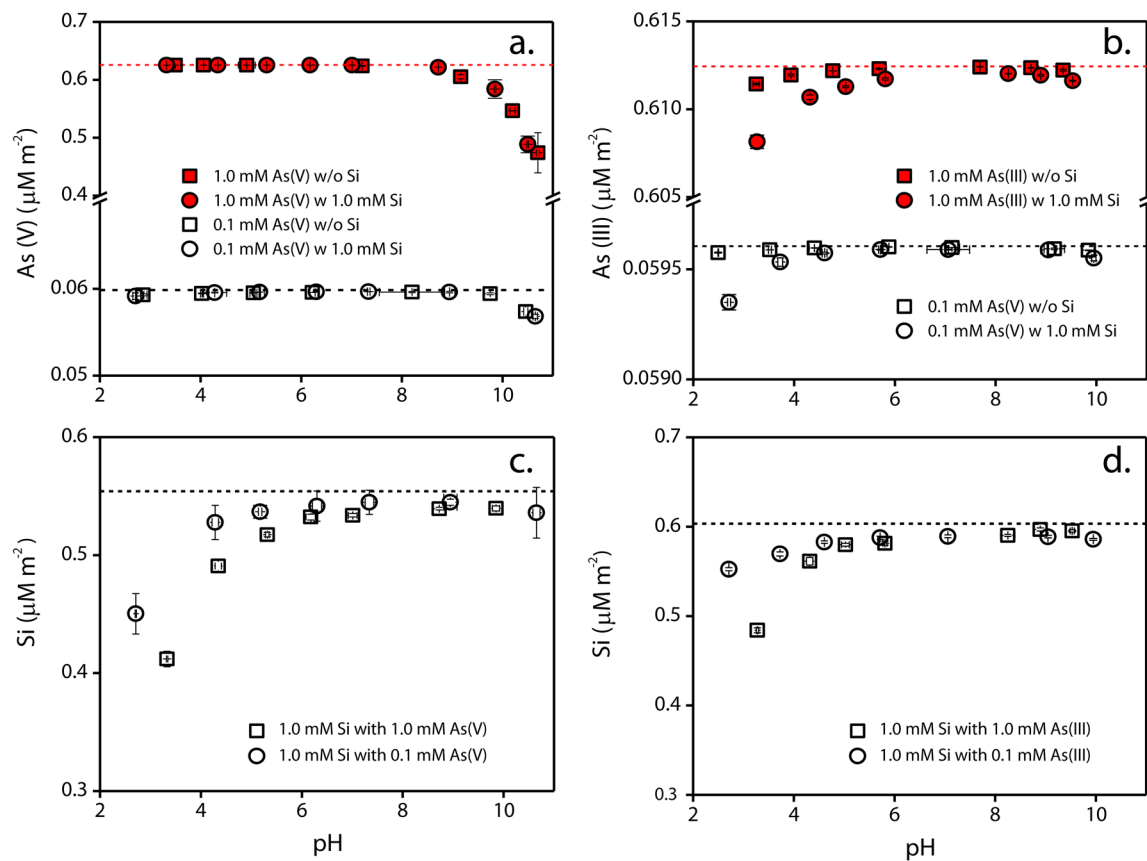 a.
As (V) (μM m-2)
0.7
0.6
0.5
0.4
0.06
0.05
1.0 mM As(V) w/o Si
1.0 mM As(V) w 1.0 mM Si
0.1 mM As(V) w/o Si
0.1 mM As(V) w 1.0 mM Si
2 4 6 8 10
b.
As (III) (μM m-2)
0.615
0.610
0.605
0.0595
0.0590
1.0 mM As(III) w/o Si
1.0 mM As(III) w 1.0 mM Si
0.1 mM As(V) w/o Si
0.1 mM As(V) w 1.0 mM Si
2 4 6 8 10
c.
Si (μM m-2)
0.6
0.5
0.4
0.3
1.0 mM Si with 1.0 mM As(V)
1.0 mM Si with 0.1 mM As(V)
2 4 6 8 10
pH
d.
Si (μM m-2)
0.7
0.6
0.5
0.4
0.3
1.0 mM Si with 1.0 mM As(III)
1.0 mM Si with 0.1 mM As(III)
2 4 6 8 10
pH